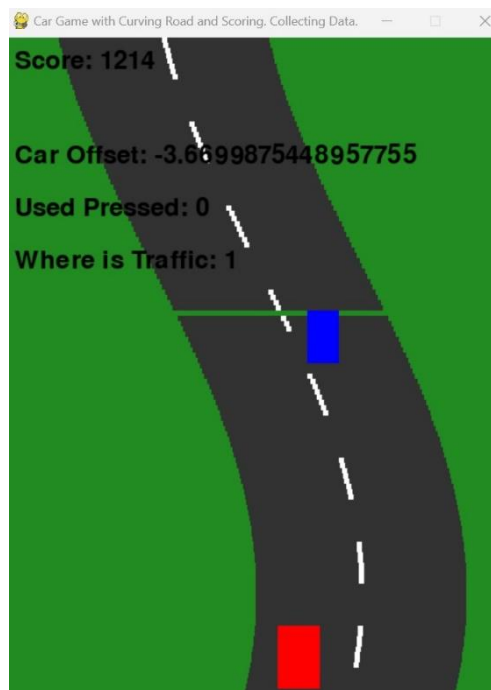 Car Game with Curving Road and Scoring. Collecting Data.
Score: 1214
Car Offset: -3.6699875448957755
Used Pressed: 0
Where is Traffic: 1